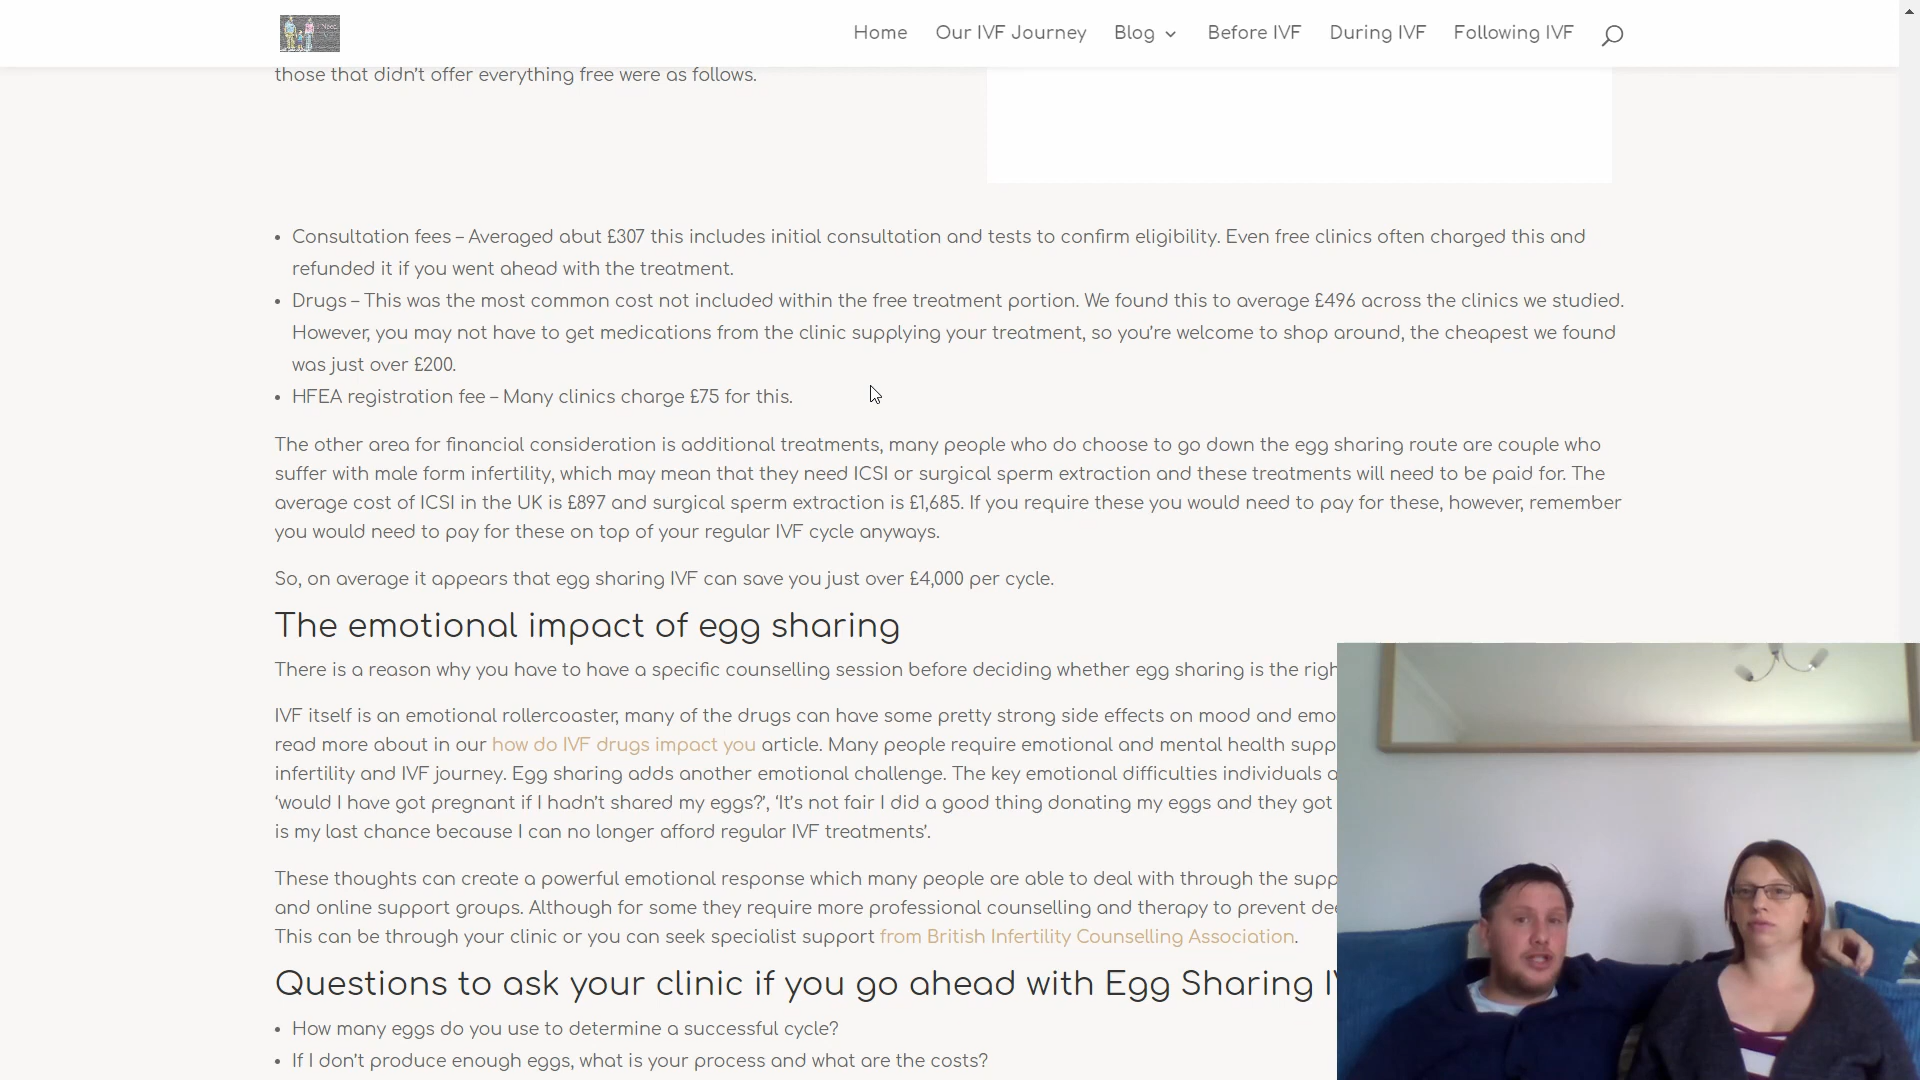 Home Our IVF Journey Blog Before IVF During IVF Following IVF
those that didn't offer everything free were as follows.
• Consultation fees – Averaged abut £307 this includes initial consultation and tests to confirm eligibility. Even free clinics often charged this and
refunded it if you went ahead with the treatment.
• Drugs – This was the most common cost not included within the free treatment portion. We found this to average £496 across the clinics we studied.
However, you may not have to get medications from the clinic supplying your treatment, so you're welcome to shop around, the cheapest we found
was just over £200.
• HFEA registration fee – Many clinics charge £75 for this.
The other area for financial consideration is additional treatments, many people who do choose to go down the egg sharing route are couple who
suffer with male form infertility, which may mean that they need ICSI or surgical sperm extraction and these treatments will need to be paid for. The
average cost of ICSI in the UK is £897 and surgical sperm extraction is £1,685. If you require these you would need to pay for these, however, remember
you would need to pay for these on top of your regular IVF cycle anyways.
So, on average it appears that egg sharing IVF can save you just over £4,000 per cycle.
The emotional impact of egg sharing
There is a reason why you have to have a specific counselling session before deciding whether egg sharing is the righ
IVF itself is an emotional rollercoaster, many of the drugs can have some pretty strong side effects on mood and emo
read more about in our how do IVF drugs impact you article. Many people require emotional and mental health supp
infertility and IVF journey. Egg sharing adds another emotional challenge. The key emotional difficulties individuals a
'would I have got pregnant if I hadn't shared my eggs?', 'It's not fair I did a good thing donating my eggs and they got
is my last chance because I can no longer afford regular IVF treatments'.
These thoughts can create a powerful emotional response which many people are able to deal with through the supp
and online support groups. Although for some they require more professional counselling and therapy to prevent de
This can be through your clinic or you can seek specialist support from British Infertility Counselling Association.
Questions to ask your clinic if you go ahead with Egg Sharing I
• How many eggs do you use to determine a successful cycle?
• If I don't produce enough eggs, what is your process and what are the costs?